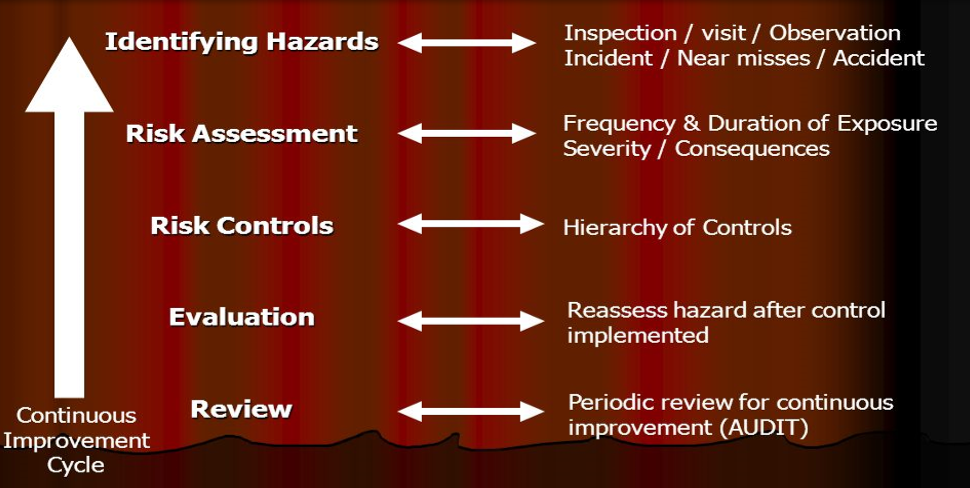 Identifying Hazards
Inspection / visit / Observation
Incident / Near misses / Accident
Risk Assessment
Frequency & Duration of Exposure
Severity / Consequences
Risk Controls
Hierarchy of Controls
Evaluation
Reassess hazard after control
implemented
Review
Periodic review for continuous
improvement (AUDIT)
Continuous
Improvement
Cycle